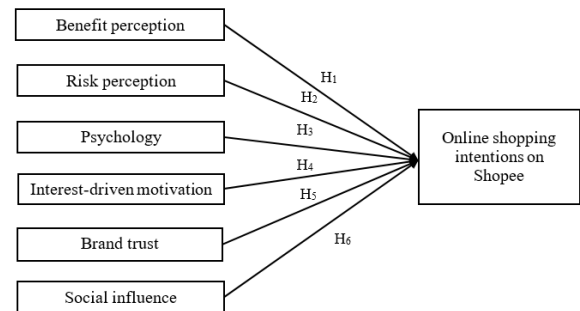 Benefit perception
H1
Risk perception
H2
Psychology
H3
Online shopping
intentions on
Shopee
Interest-driven motivation
H4
H5
Brand trust
H6
Social influence